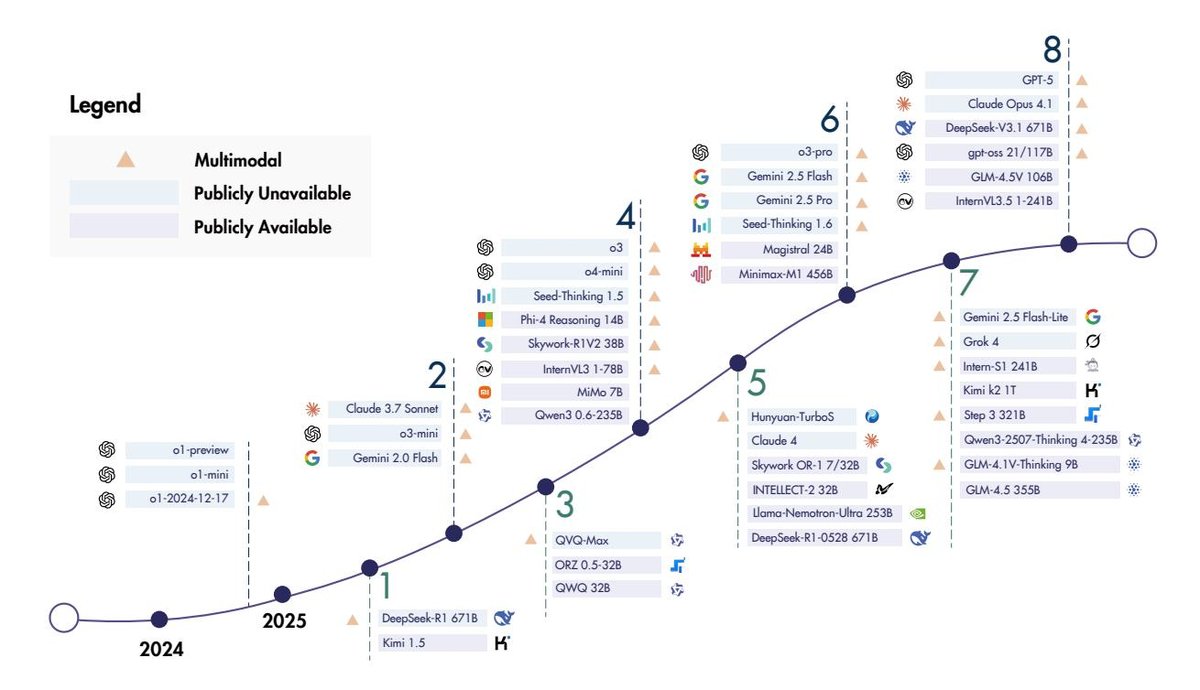 Legend
Multimodal
Publicly Unavailable
Publicly Available
2024
o1-preview
o1-mini
o1-2024-12-17
2025
1
DeepSeek-R1 671B
Kimi 1.5
2
Claude 3.7 Sonnet
o3-mini
Gemini 2.0 Flash
3
QVQ-Max
ORZ 0.5-32B
QWQ 32B
4
o3
o4-mini
Seed-Thinking 1.5
Phi-4 Reasoning 14B
Skywork-R1V2 38B
InternVL3 1-78B
MiMo 7B
Qwen3 0.6-235B
5
Hunyuan-TurboS
Claude 4
Skywork OR-1 7/32B
INTELLECT-2 32B
Llama-Nemotron-Ultra 253B
DeepSeek-R1-0528 671B
6
o3-pro
Gemini 2.5 Flash
Gemini 2.5 Pro
Seed-Thinking 1.6
Magistral 24B
Minimax-M1 456B
7
Gemini 2.5 Flash-Lite
Grok 4
Intern-S1 241B
Kimi k2 1T
Step 3 321B
Qwen3-2507-Thinking 4-235B
GLM-4.1V-Thinking 9B
GLM-4.5 355B
8
GPT-5
Claude Opus 4.1
DeepSeek-V3.1 671B
gpt-oss 21/117B
GLM-4.5V 106B
InternVL3.5 1-241B